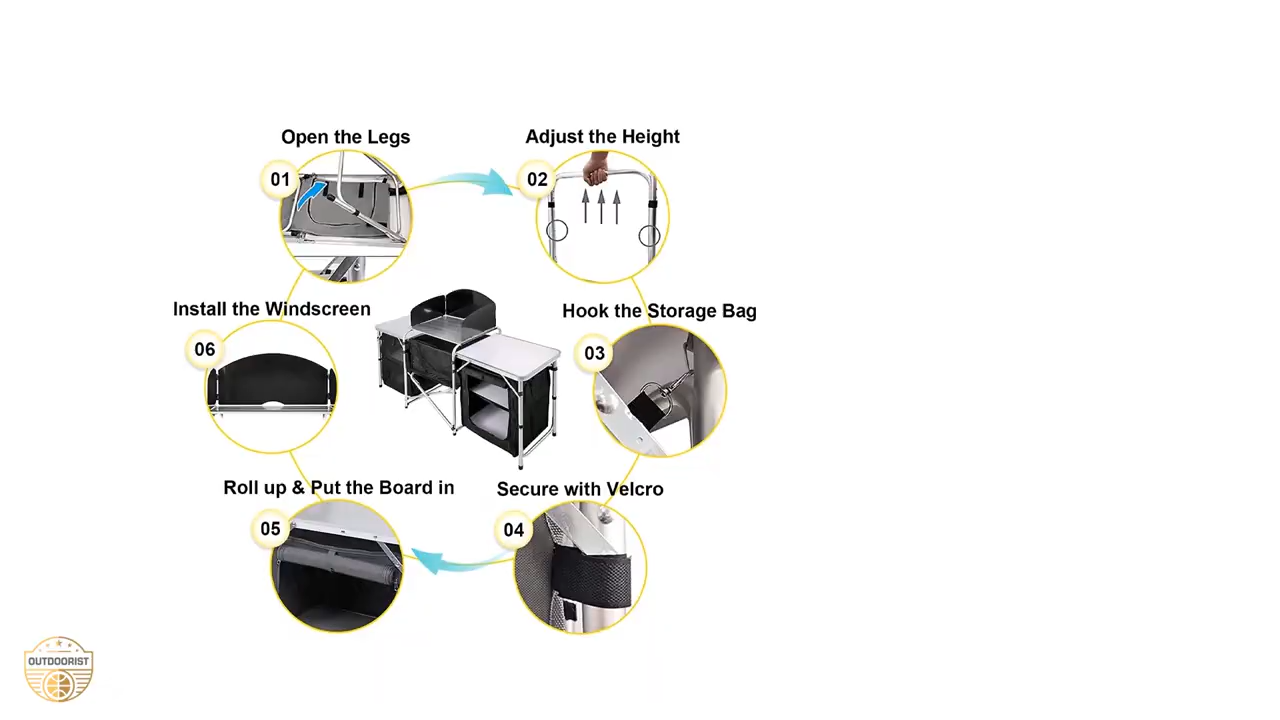 Open the Legs
01
Adjust the Height
02
Hook the Storage Bag
03
Secure with Velcro
04
Roll up & Put the Board in
05
Install the Windscreen
06
OUTDOORIST